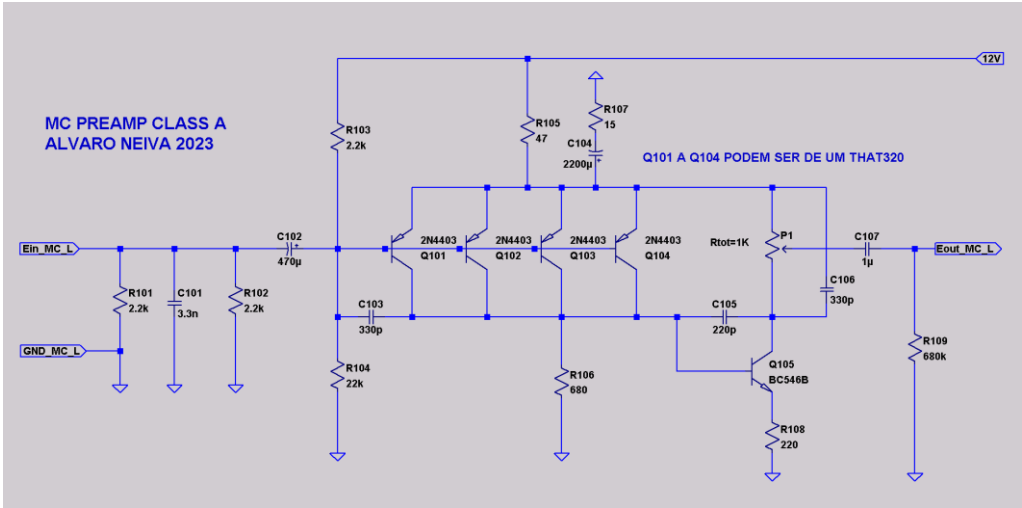 12V
MC PREAMP CLASS A
ALVARO NEIVA 2023
R103
2.2k
R105
47
R107
15
C104
2200µ
+
Q101 A Q104 PODEM SER DE UM THAT320
Ein_MC_L
C102
+
470µ
2N4403
Q101
2N4403
Q102
2N4403
Q103
2N4403
Q104
Rtot=1K
P1
C107
1µ
Eout_MC_L
R101
2.2k
C101
3.3n
R102
2.2k
C103
330p
C105
220p
C106
330p
GND_MC_L
R104
22k
R106
680
Q105
BC546B
R109
680k
R108
220